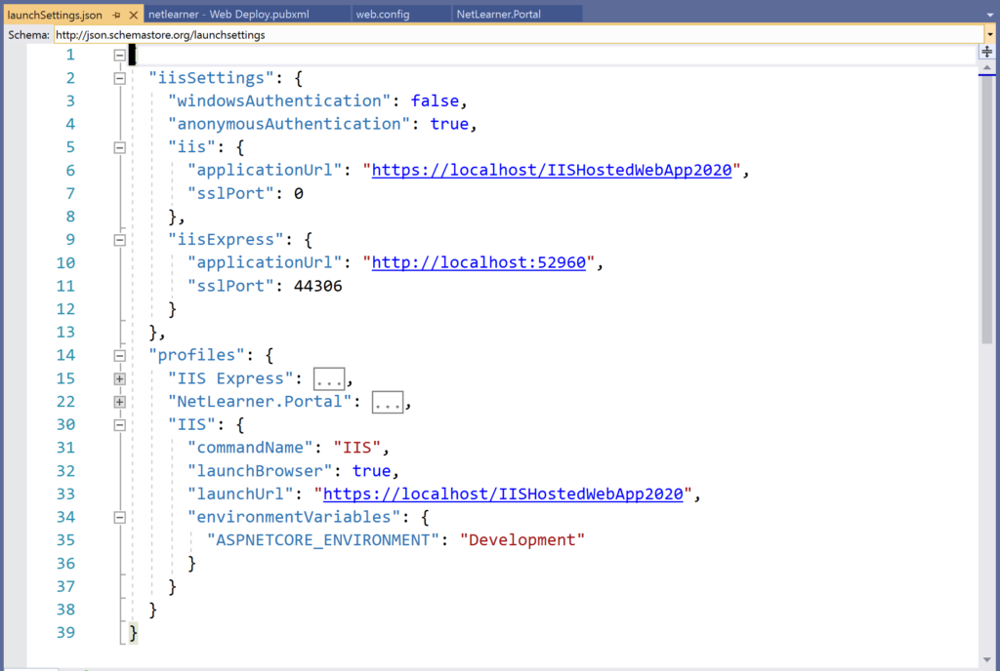 launchSettings.json netlearner - Web Deploy.pubxml web.config NetLearner.Portal
Schema: http://json.schemastore.org/launchsettings
1
2 "iisSettings": {
3 "windowsAuthentication": false,
4 "anonymousAuthentication": true,
5 "iis": {
6 "applicationUrl": "https://localhost/IISHostedWebApp2020",
7 "sslPort": 0
8 },
9 "iisExpress": {
10 "applicationUrl": "http://localhost:52960",
11 "sslPort": 44306
12 }
13 },
14 "profiles": {
15 "IIS Express": ...,
22 "NetLearner.Portal": ...,
30 "IIS": {
31 "commandName": "IIS",
32 "launchBrowser": true,
33 "launchUrl": "https://localhost/IISHostedWebApp2020",
34 "environmentVariables": {
35 "ASPNETCORE_ENVIRONMENT": "Development"
36 }
37 }
38 }
39 }